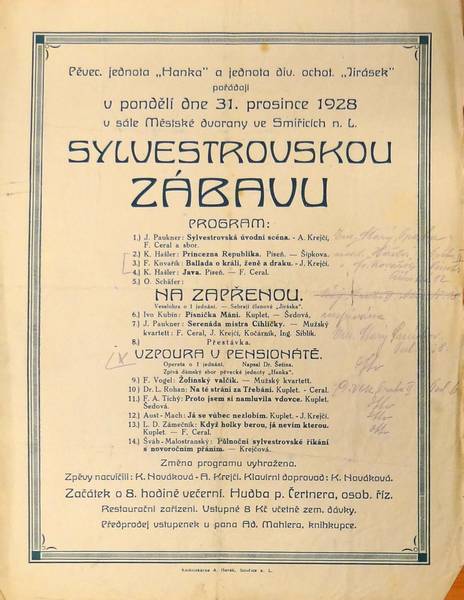 Pěvec. jednota „Hanka" a jednota div. ochot. „Jirásek"
pořádají
v pondělí dne 31. prosince 1928
v sále Městské dvorany ve Smiřicích n. L.
SYLVESTROVSKOU
ZÁBAVU
PROGRAM:
1.) J. Paukner: Sylvestrovská úvodní scéna. - A. Krejčí,
F. Ceral a sbor.
2.) K. Hašler: Princezna Republika. Píseň. — Šípkova.
3.) F. Kovařík: Ballada o králi, ženě a draku. - J. Krejčí.
4.) K. Hašler: Java. Píseň. — F. Ceral.
5.) O. Schäfer:
NA ZAPŘENOU.
Veselohra o 1 jednání. — Sehrají členové „Jiráska".
6.) Ivo Kubín: Písnička Máni. Kuplet. — Šedová,
7.) J. Paukner: Serenáda mistra Cihličky. — Mužský
kvartett: F. Ceral, J. Krejčí, Kočárník, Ing. Siblík.
8.) Přestávka.
VZPOURA V PENSIONÁTĚ.
Opereta o 1 jednání. Napsal Dr. Šetina.
Zpívá dámský sbor pěvecké jednoty „Hanka".
9.) F. Vogel: Žofinský valčík. — Mužský kvartett.
10) Dr. L. Rohan: Na té stráni za Třebání. Kuplet. - Ceral.
11.) F. A. Tichý: Proto jsem si namluvila vdovce. Kuplet.
Šedová.
12) Aust - Mach: Já se vůbec nezlobím. Kuplet. - J. Krejčí.
13.) L. D. Zámečník: Když holky berou, já nevím kterou.
Kuplet. — F. Ceral.
14.) Šváb - Malostranský: Půlnoční sylvestrovské říkání
s novoročním přáním. — Krejčová.
Změna programu vyhražena.
Zpěvy nacvičili: K. Nováková - A. Krejčí. Klavírní doprovod: K. Nováková.
Začátek o 8. hodině večerní. Hudba p. Čertnera, osob. říz.
Restaurační zařízení. Vstupné 8 Kč včetně zem. dávky.
Předprodej vstupenek u pana Ad. Mahlera, knihkupce.